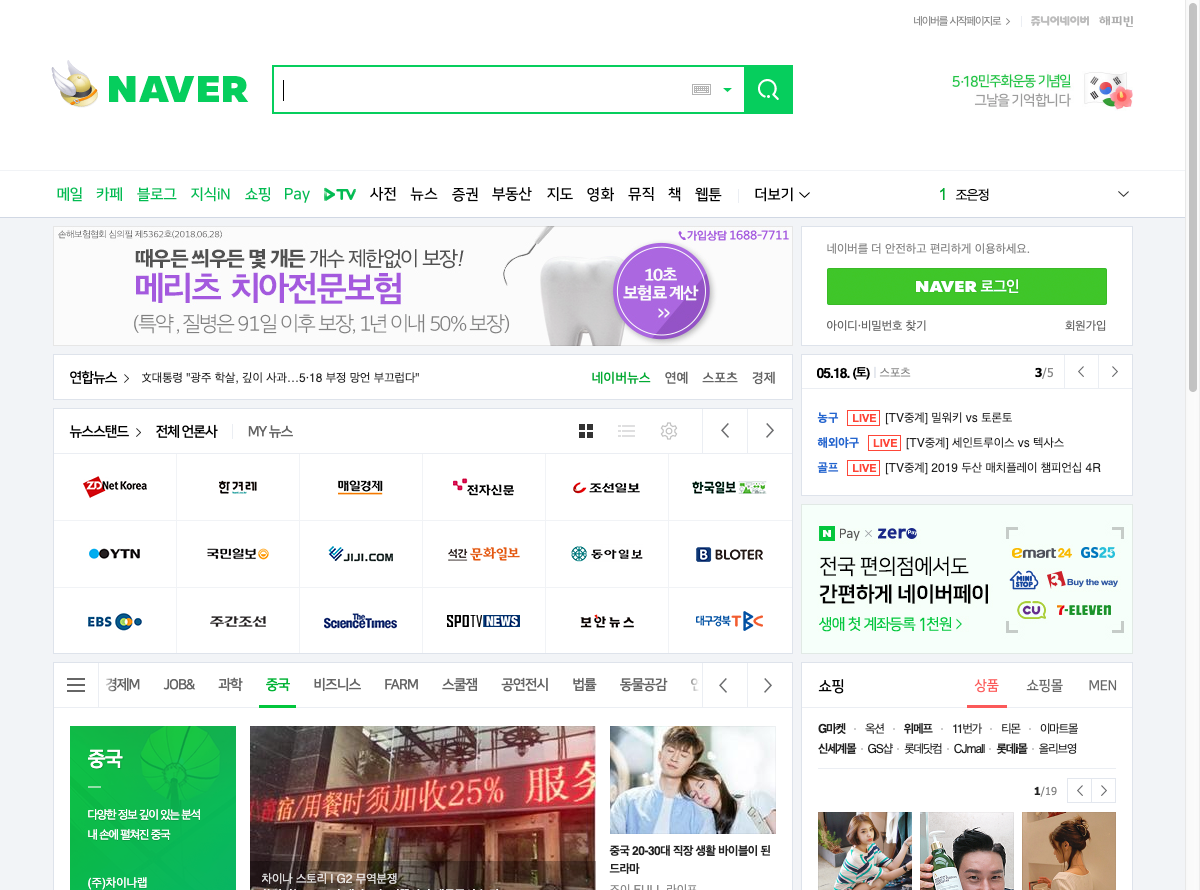 네이버를 시작페이지로
쥬니어네이버 해피빈
NAVER
5·18민주화운동 기념일
그날을 기억합니다
메일 카페 블로그 지식iN 쇼핑 Pay TV 사전 뉴스 증권 부동산 지도 영화 뮤직 책 웹툰 더보기
1 조은정
손해보험협회 심의필 제5362호(2018.06.28)
가입상담 1688-7711
때우든 씌우든 몇 개든 개수 제한없이 보장!
메리츠 치아전문보험
(특약, 질병은 91일 이후 보장, 1년 이내 50% 보장)
10초
보험료 계산
>>
네이버를 더 안전하고 편리하게 이용하세요.
NAVER 로그인
아이디·비밀번호 찾기 회원가입
연합뉴스 > 文대통령 "광주 학살, 깊이 사과…5·18 부정 망언 부끄럽다"
네이버뉴스 연예 스포츠 경제
05.18. (토) 스포츠 3/5
농구 LIVE [TV중계] 밀워키 vs 토론토
해외야구 LIVE [TV중계] 세인트루이스 vs 텍사스
골프 LIVE [TV중계] 2019 두산 매치플레이 챔피언십 4R
뉴스스탠드 > 전체 언론사 MY 뉴스
ZDNet Korea 한겨레 매일경제 전자신문 조선일보 한국일보
YTN 국민일보 JIJI.COM 석간 문화일보 동아일보 BLOTER
EBS 주간조선 The ScienceTimes SPOTV NEWS 보안뉴스 대구경북TBC
N Pay × zero Pay
전국 편의점에서도
간편하게 네이버페이
생애 첫 계좌등록 1천원 >
emart24 GS25
MINI STOP Buy the way
CU 7-ELEVEN
경제M JOB& 과학 중국 비즈니스 FARM 스쿨잼 공연전시 법률 동물공감
중국
다양한 정보 깊이 있는 분석
내 손에 펼쳐진 중국
(주)차이나랩
宿/用餐时须加收25% 服务
차이나 스토리 I G2 무역분쟁
중국 20-30대 직장 생활 바이블이 된
드라마
쇼핑 상품 쇼핑몰 MEN
G마켓 · 옥션 · 위메프 · 11번가 · 티몬 · 이마트몰
신세계몰 · GS샵 · 롯데닷컴 · CJmall · 롯데i몰 · 올리브영
1/19